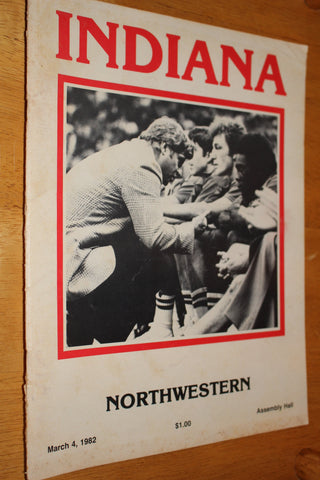 INDIANA
NORTHWESTERN
March 4, 1982
$1.00
Assembly Hall